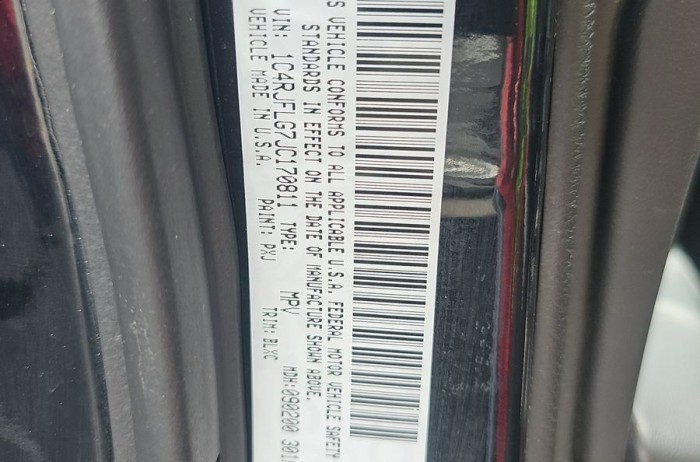 S VEHICLE CONFORMS TO ALL APPLICABLE U.S.A. FEDERAL MOTOR VEHICLE SAFETY
STANDARDS IN EFFECT ON THE DATE OF MANUFACTURE SHOWN ABOVE.
VIN: 1C4RJFLG7JC170811 TYPE: MPV MDH:090200 301
VEHICLE MADE IN U.S.A. PAINT: PXJ TRIM: BLXC